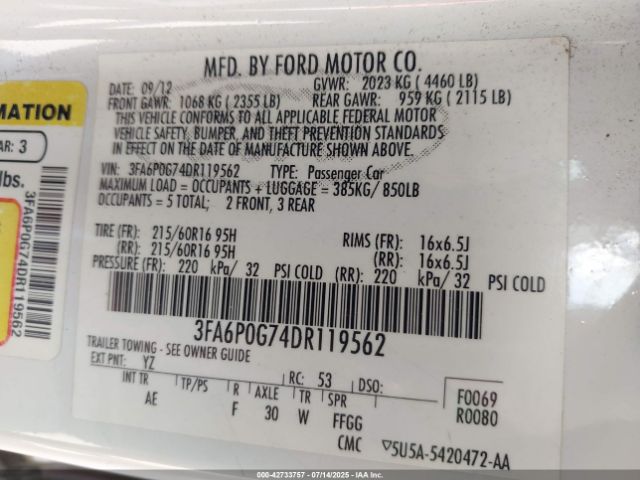 MFD. BY FORD MOTOR CO.
DATE: 09/12 GVWR: 2023 KG ( 4460 LB)
FRONT GAWR: 1068 KG ( 2355 LB) REAR GAWR: 959 KG ( 2115 LB)
THIS VEHICLE CONFORMS TO ALL APPLICABLE FEDERAL MOTOR
VEHICLE SAFETY, BUMPER, AND THEFT PREVENTION STANDARDS
IN EFFECT ON THE DATE OF MANUFACTURE SHOWN ABOVE.
VIN: 3FA6P0G74DR119562 TYPE: Passenger Car
MAXIMUM LOAD = OCCUPANTS + LUGGAGE = 385KG/ 850LB
OCCUPANTS = 5 TOTAL: 2 FRONT, 3 REAR
TIRE (FR): 215/60R16 95H RIMS (FR): 16x6.5J
(RR): 215/60R16 95H (RR): 16x6.5J
PRESSURE (FR): 220 kPa/ 32 PSI COLD (RR): 220 kPa/ 32 PSI COLD
3FA6P0G74DR119562
TRAILER TOWING - SEE OWNER GUIDE
EXT PNT: YZ RC: 53 DSO:
INT TR TP/PS R AXLE TR SPR F0069
AE F 30 W FFGG R0080
CMC ▽5U5A-5420472-AA
MATION
AR: 3
lbs.
3FA6P0G74DR119562
© 000-42733757 07/14/2025 IAAI.COM